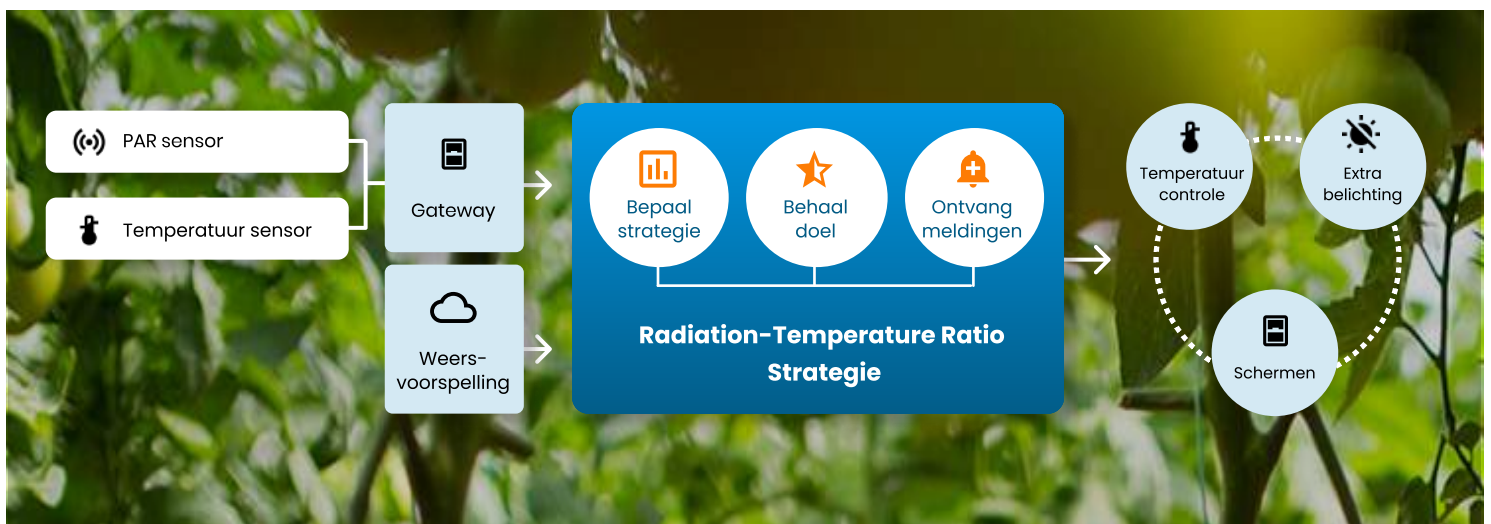 PAR sensor
Temperatuur sensor
Gateway
Weers-
voorspelling
Bepaal
strategie
Behaal
doel
Ontvang
meldingen
Radiation-Temperature Ratio
Strategie
Temperatuur
controle
Extra
belichting
Schermen